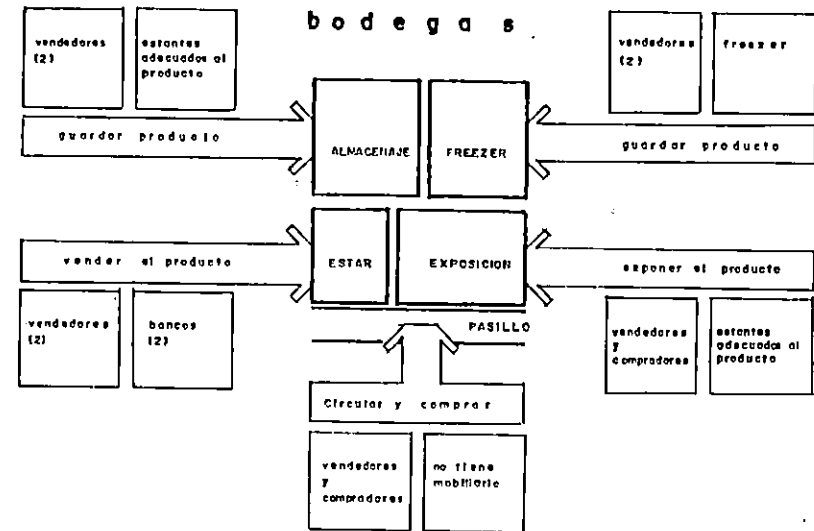 bodegas
vendedores
(2)
estantes
adecuados al
producto
vendedores
(2)
freezer
guardar producto
ALMACENAJE
FREEZER
guardar producto
vender el producto
ESTAR
EXPOSICION
exponer el producto
vendedores
(2)
bancos
(2)
PASILLO
vendedores
y
compradores
estantes
adecuados al
producto
Circular y comprar
vendedores
y
compradores
no tiene
mobiliario